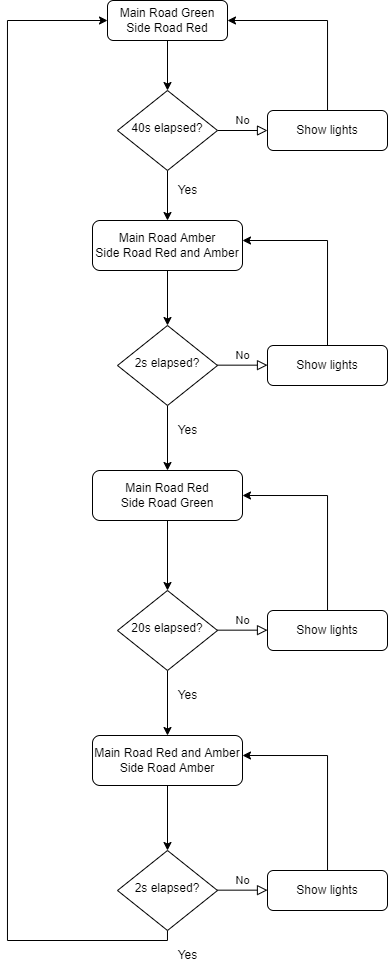 Main Road Green
Side Road Red
40s elapsed?
No
Show lights
Yes
Main Road Amber
Side Road Red and Amber
2s elapsed?
No
Show lights
Yes
Main Road Red
Side Road Green
20s elapsed?
No
Show lights
Yes
Main Road Red and Amber
Side Road Amber
2s elapsed?
No
Show lights
Yes